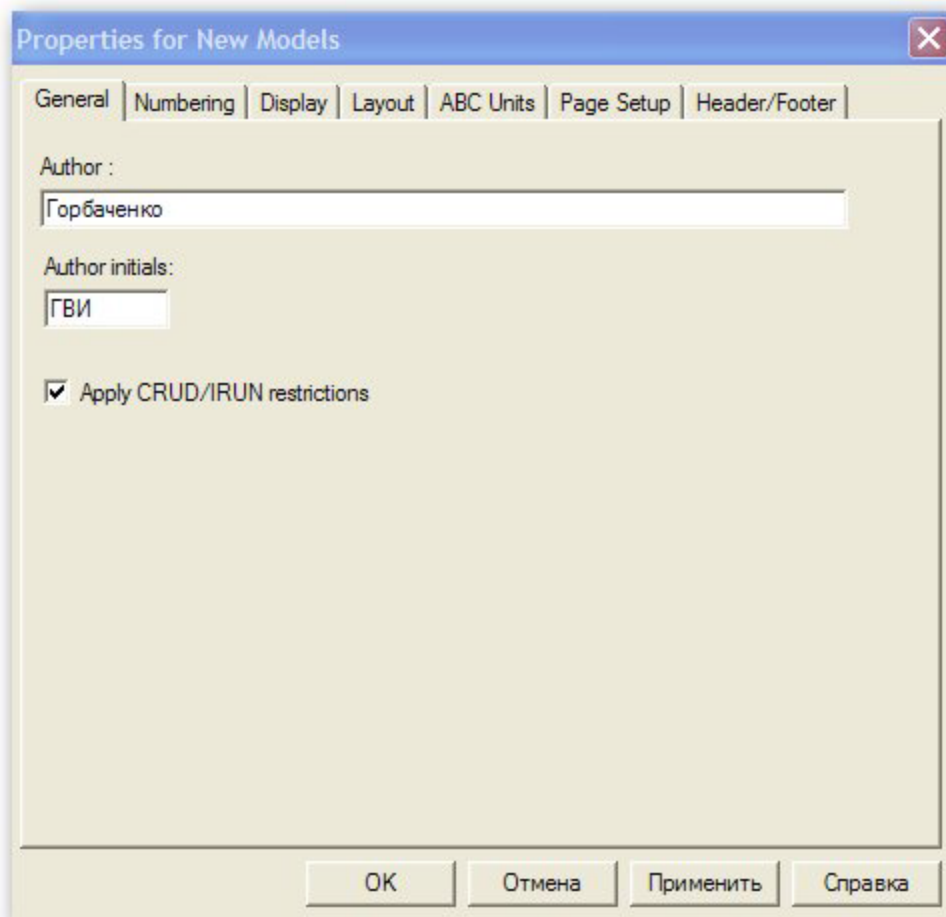 Properties for New Models
General Numbering Display Layout ABC Units Page Setup Header/Footer
Author :
Горбаченко
Author initials:
ГВИ
Apply CRUD/IRUN restrictions
OK Отмена Применить Справка